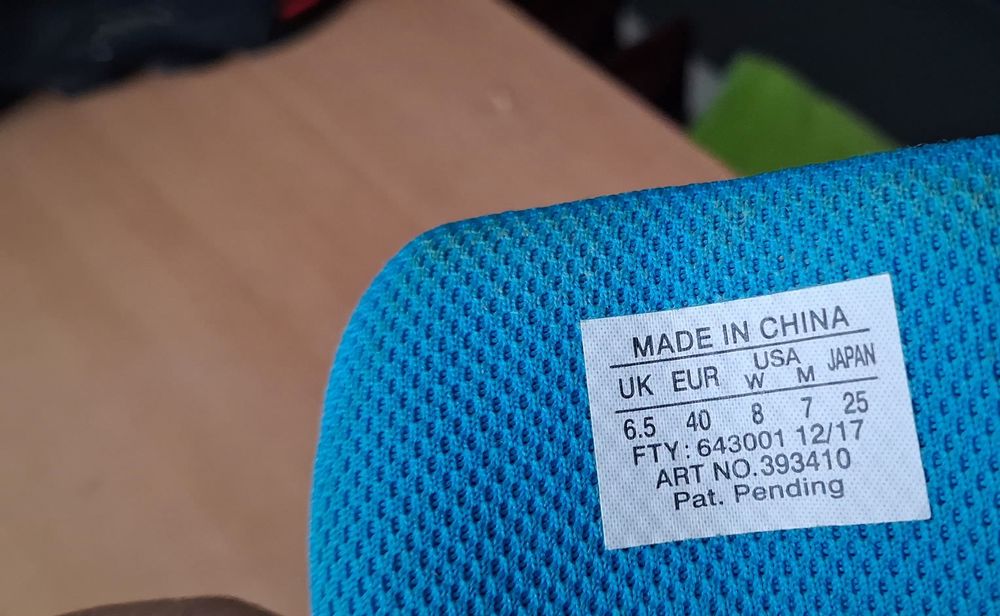 MADE IN CHINA
UK EUR USA W M JAPAN
6.5 40 8 7 25
FTY: 643001 12/17
ART NO.393410
Pat. Pending